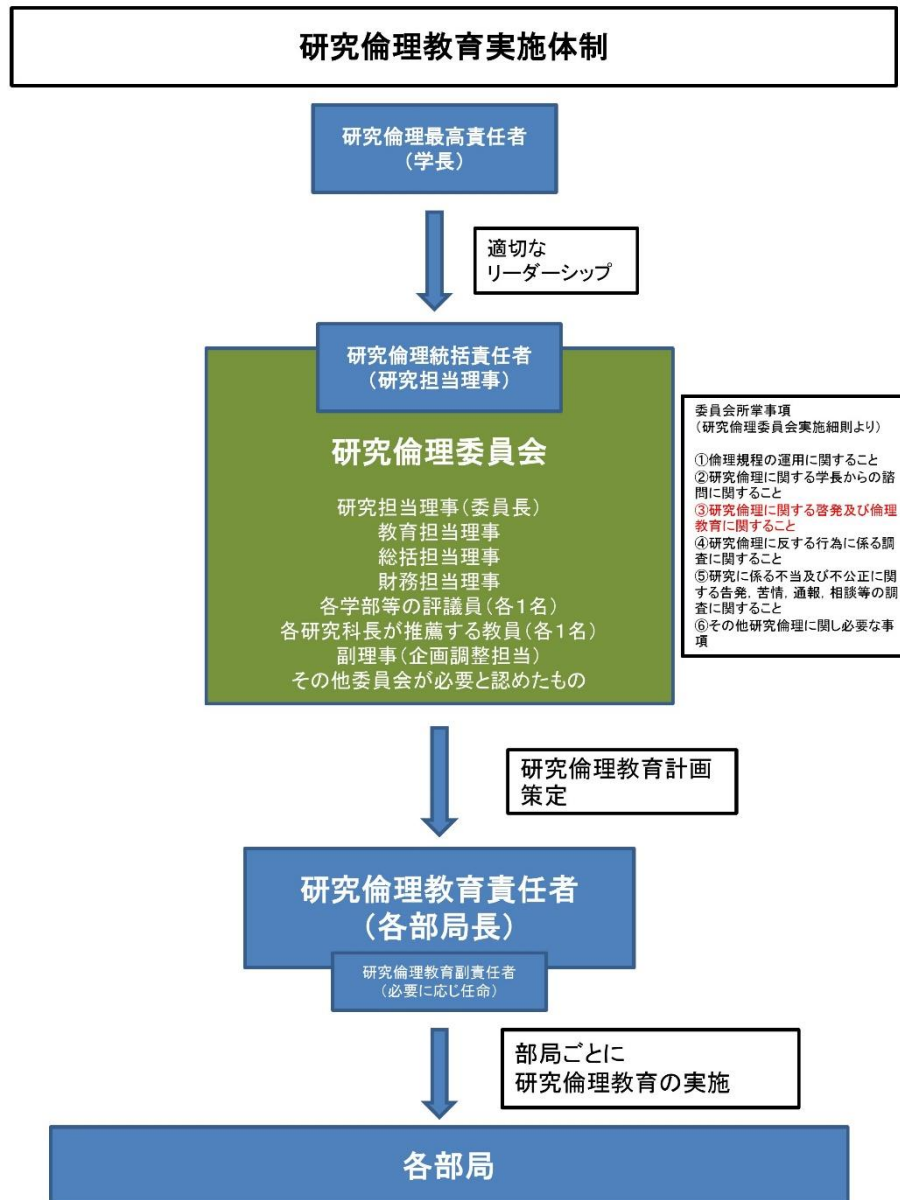 研究倫理教育実施体制
研究倫理最高責任者
(学長)
適切な
リーダーシップ
研究倫理統括責任者
(研究担当理事)
研究倫理委員会
研究担当理事(委員長)
教育担当理事
総括担当理事
財務担当理事
各学部等の評議員(各1名)
各研究科長が推薦する教員(各1名)
副理事(企画調整担当)
その他委員会が必要と認めたもの
委員会所掌事項
(研究倫理委員会実施細則より)
①倫理規程の運用に関すること
②研究倫理に関する学長からの諮
問に関すること
③研究倫理に関する啓発及び倫理
教育に関すること
④研究倫理に反する行為に係る調
査に関すること
⑤研究に係る不当及び不公正に関
する告発，苦情，通報，相談等の調
査に関すること
⑥その他研究倫理に関し必要な事
項
研究倫理教育計画
策定
研究倫理教育責任者
(各部局長)
研究倫理教育副責任者
(必要に応じ任命)
部局ごとに
研究倫理教育の実施
各部局